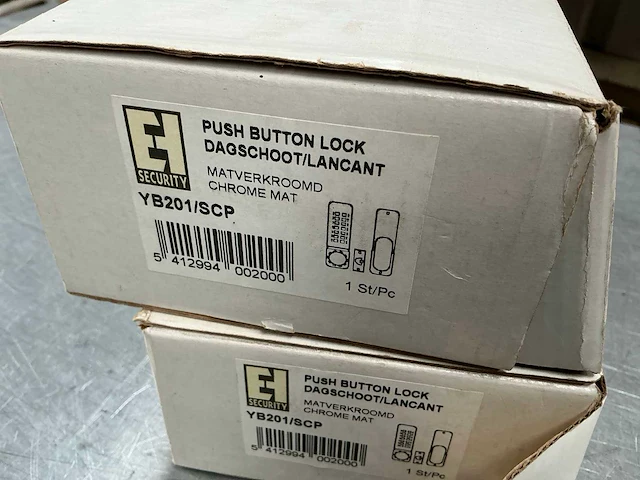 EH
SECURITY
PUSH BUTTON LOCK
DAGSCHOOT/LANCANT
MATVERKROOMD
CHROME MAT
YB201/SCP
5 412994 002000
1 St/Pc
EH
SECURITY
PUSH BUTTON LOCK
DAGSCHOOT/LANCANT
MATVERKROOMD
CHROME MAT
YB201/SCP
5 412994 002000
1 St/Pc